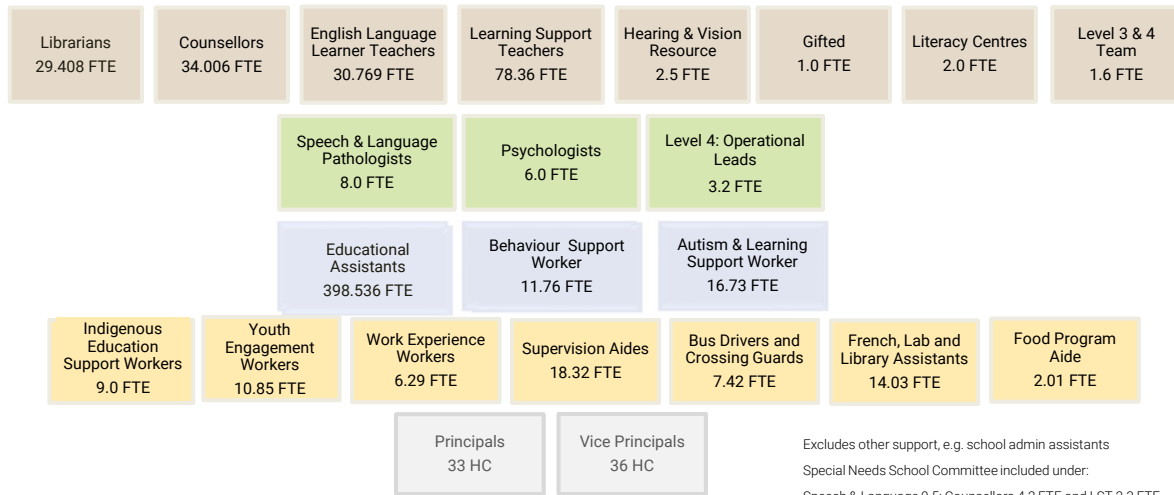 Librarians
29.408 FTE
Counsellors
34.006 FTE
English Language
Learner Teachers
30.769 FTE
Learning Support
Teachers
78.36 FTE
Hearing & Vision
Resource
2.5 FTE
Gifted
1.0 FTE
Literacy Centres
2.0 FTE
Level 3 & 4
Team
1.6 FTE
Speech & Language
Pathologists
8.0 FTE
Psychologists
6.0 FTE
Level 4: Operational
Leads
3.2 FTE
Educational
Assistants
398.536 FTE
Behaviour Support
Worker
11.76 FTE
Autism & Learning
Support Worker
16.73 FTE
Indigenous
Education
Support Workers
9.0 FTE
Youth
Engagement
Workers
10.85 FTE
Work Experience
Workers
6.29 FTE
Supervision Aides
18.32 FTE
Bus Drivers and
Crossing Guards
7.42 FTE
French, Lab and
Library Assistants
14.03 FTE
Food Program
Aide
2.01 FTE
Principals
33 HC
Vice Principals
36 HC
Excludes other support, e.g. school admin assistants
Special Needs School Committee included under: